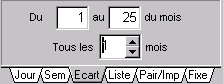 Du 1 au 25 du mois
Tous les 1 mois
Jour Sem Ecart Liste Pair/Imp Fixe